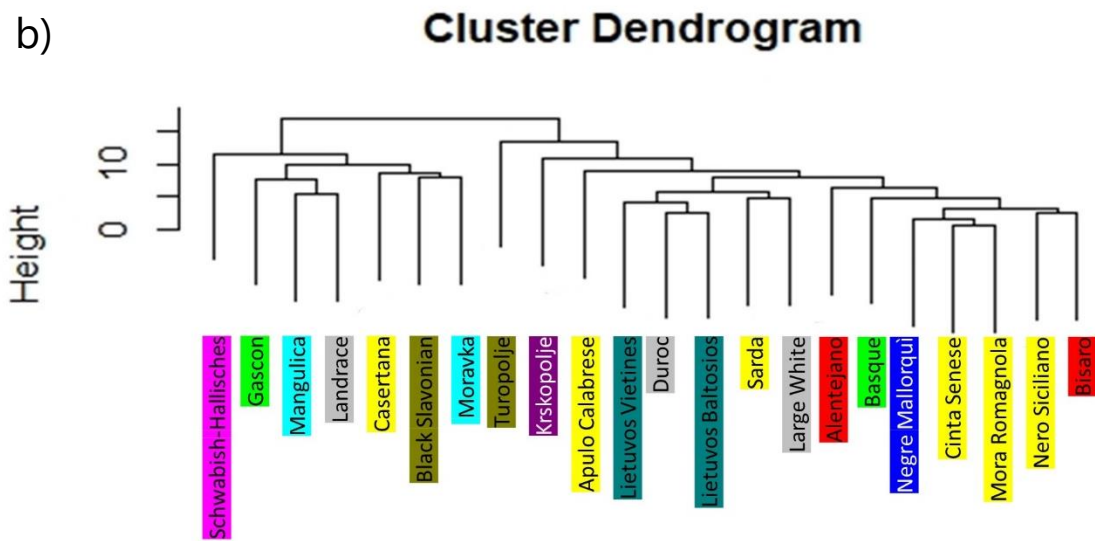 b)
Cluster Dendrogram
Height
10
0
Schwabish-Hallisches
Gascon
Mangulica
Landrace
Casertana
Black Slavonian
Moravka
Turopolje
Krskopolje
Apulo Calabrese
Lietuvos Vietines
Duroc
Lietuvos Baltosios
Sarda
Large White
Alentejano
Basque
Negre Mallorqui
Cinta Senese
Mora Romagnola
Nero Siciliano
Bisaro